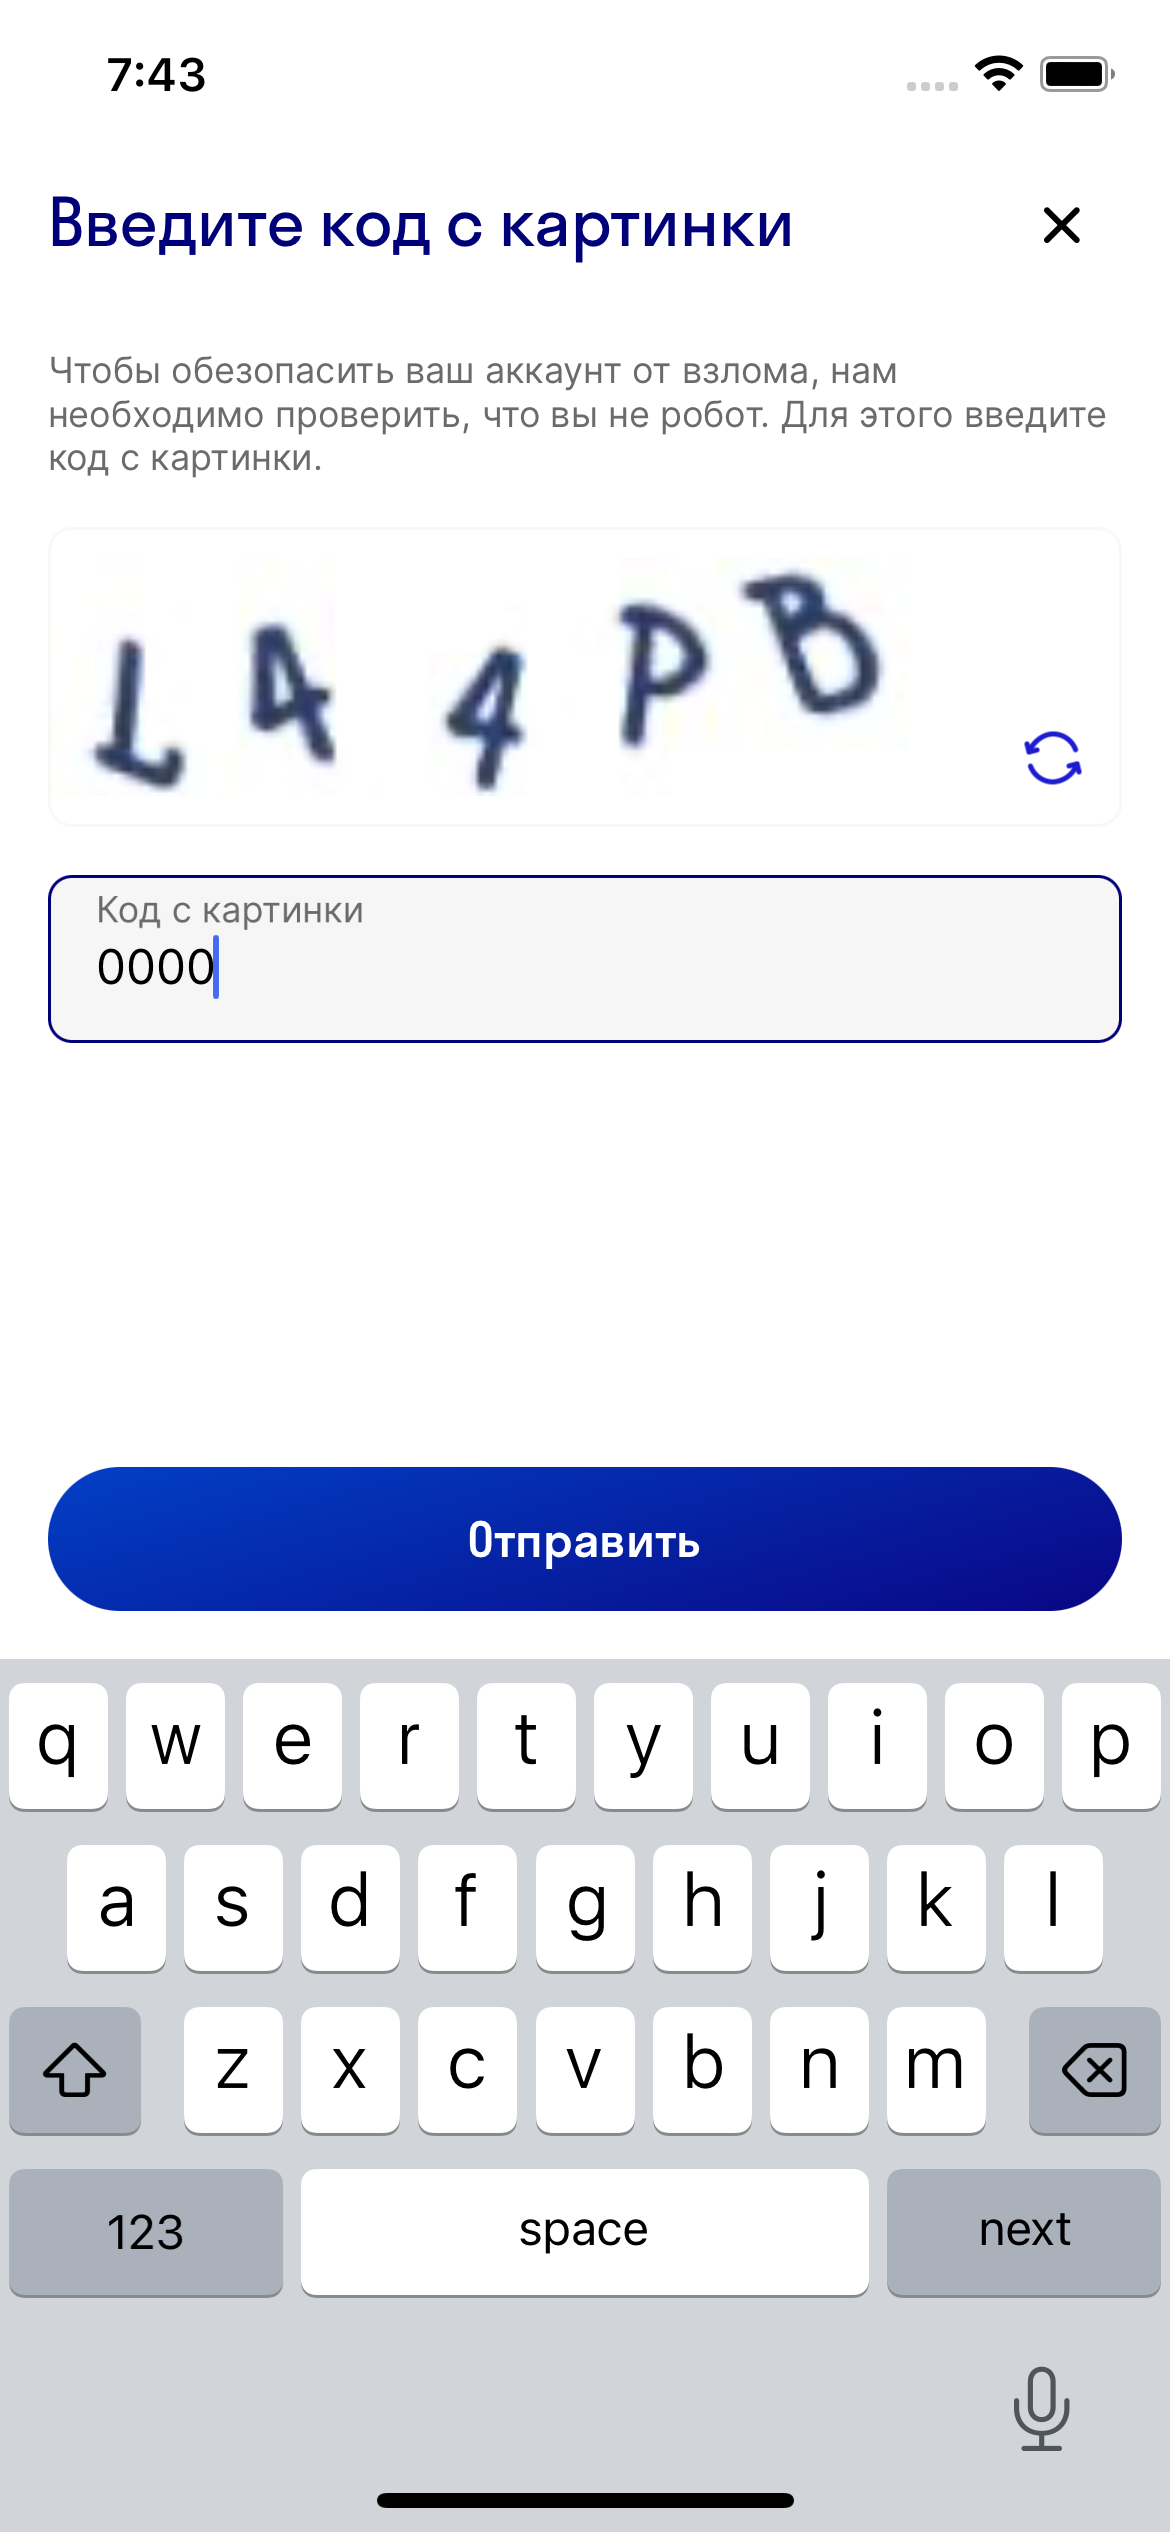 7:43
Введите код с картинки
Чтобы обезопасить ваш аккаунт от взлома, нам
необходимо проверить, что вы не робот. Для этого введите
код с картинки.
L 4 4 P B
Код с картинки
0000
Отправить
q w e r t y u i o p
a s d f g h j k l
z x c v b n m
123 space next